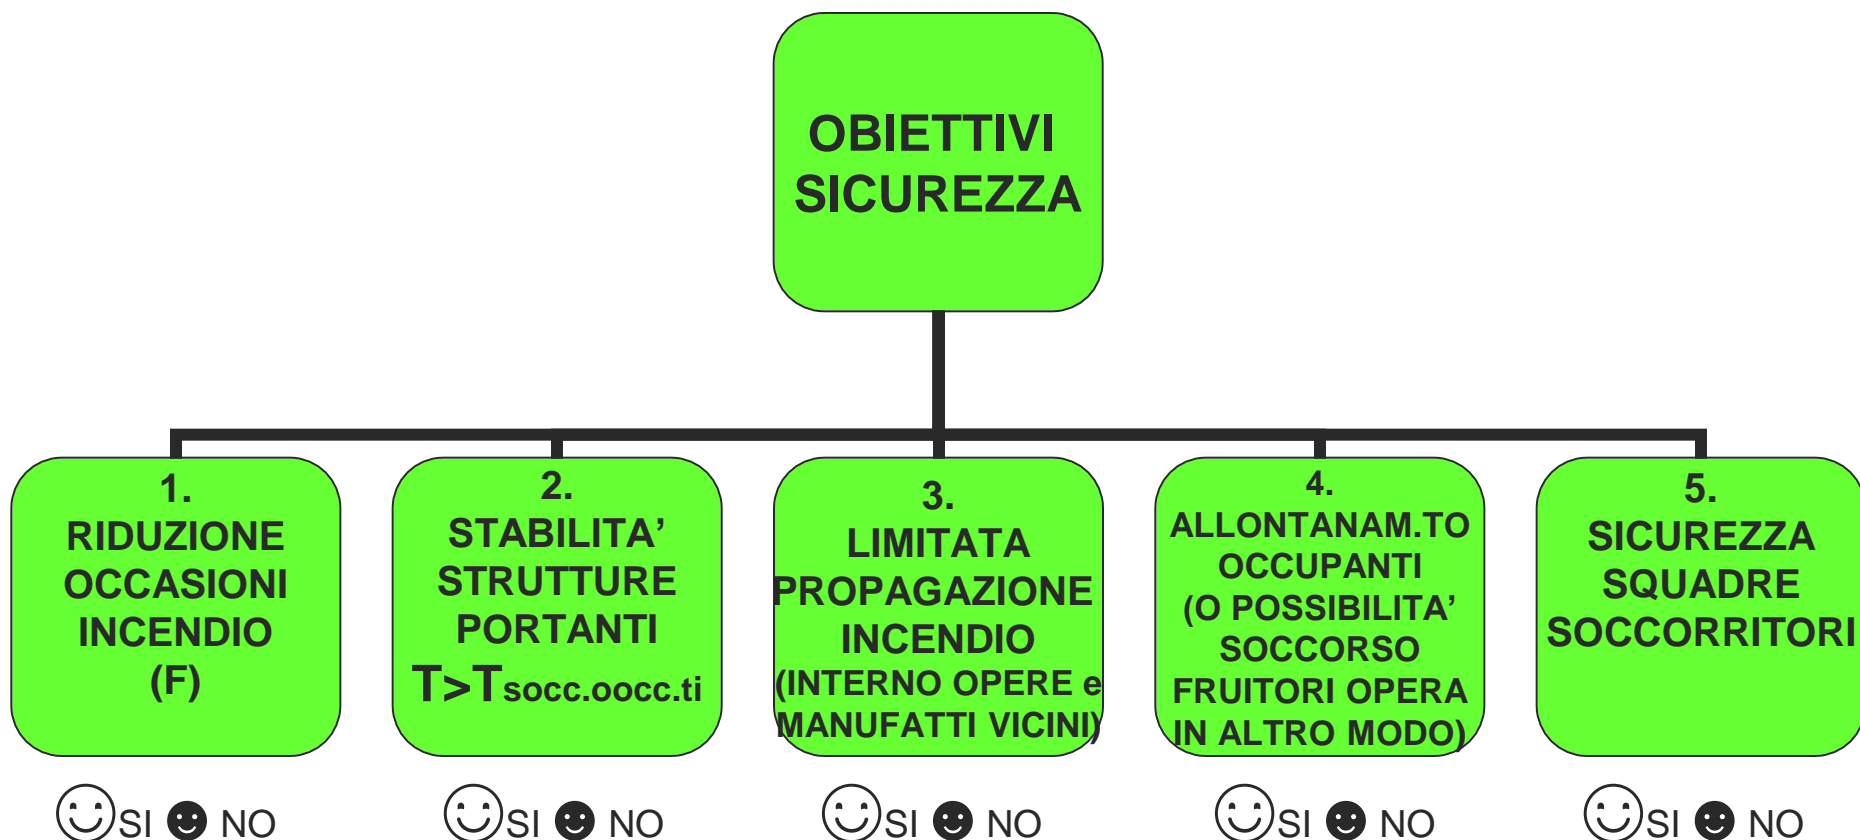 OBIETTIVI
SICUREZZA
1.
RIDUZIONE
OCCASIONI
INCENDIO
(F)
2.
STABILITA’
STRUTTURE
PORTANTI
T>Tsocc.oocc.ti
3.
LIMITATA
PROPAGAZIONE
INCENDIO
(INTERNO OPERE e
MANUFATTI VICINI)
4.
ALLONTANAM.TO
OCCUPANTI
(O POSSIBILITA’
SOCCORSO
FRUITORI OPERA
IN ALTRO MODO)
5.
SICUREZZA
SQUADRE
SOCCORRITORI
SI NO
SI NO
SI NO
SI NO
SI NO